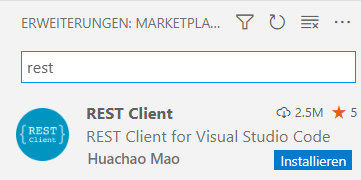 ERWEITERUNGEN: MARKETPLA...
rest
{REST}
Client
REST Client 2.5M 5
REST Client for Visual Studio Code
Huachao Mao Installieren